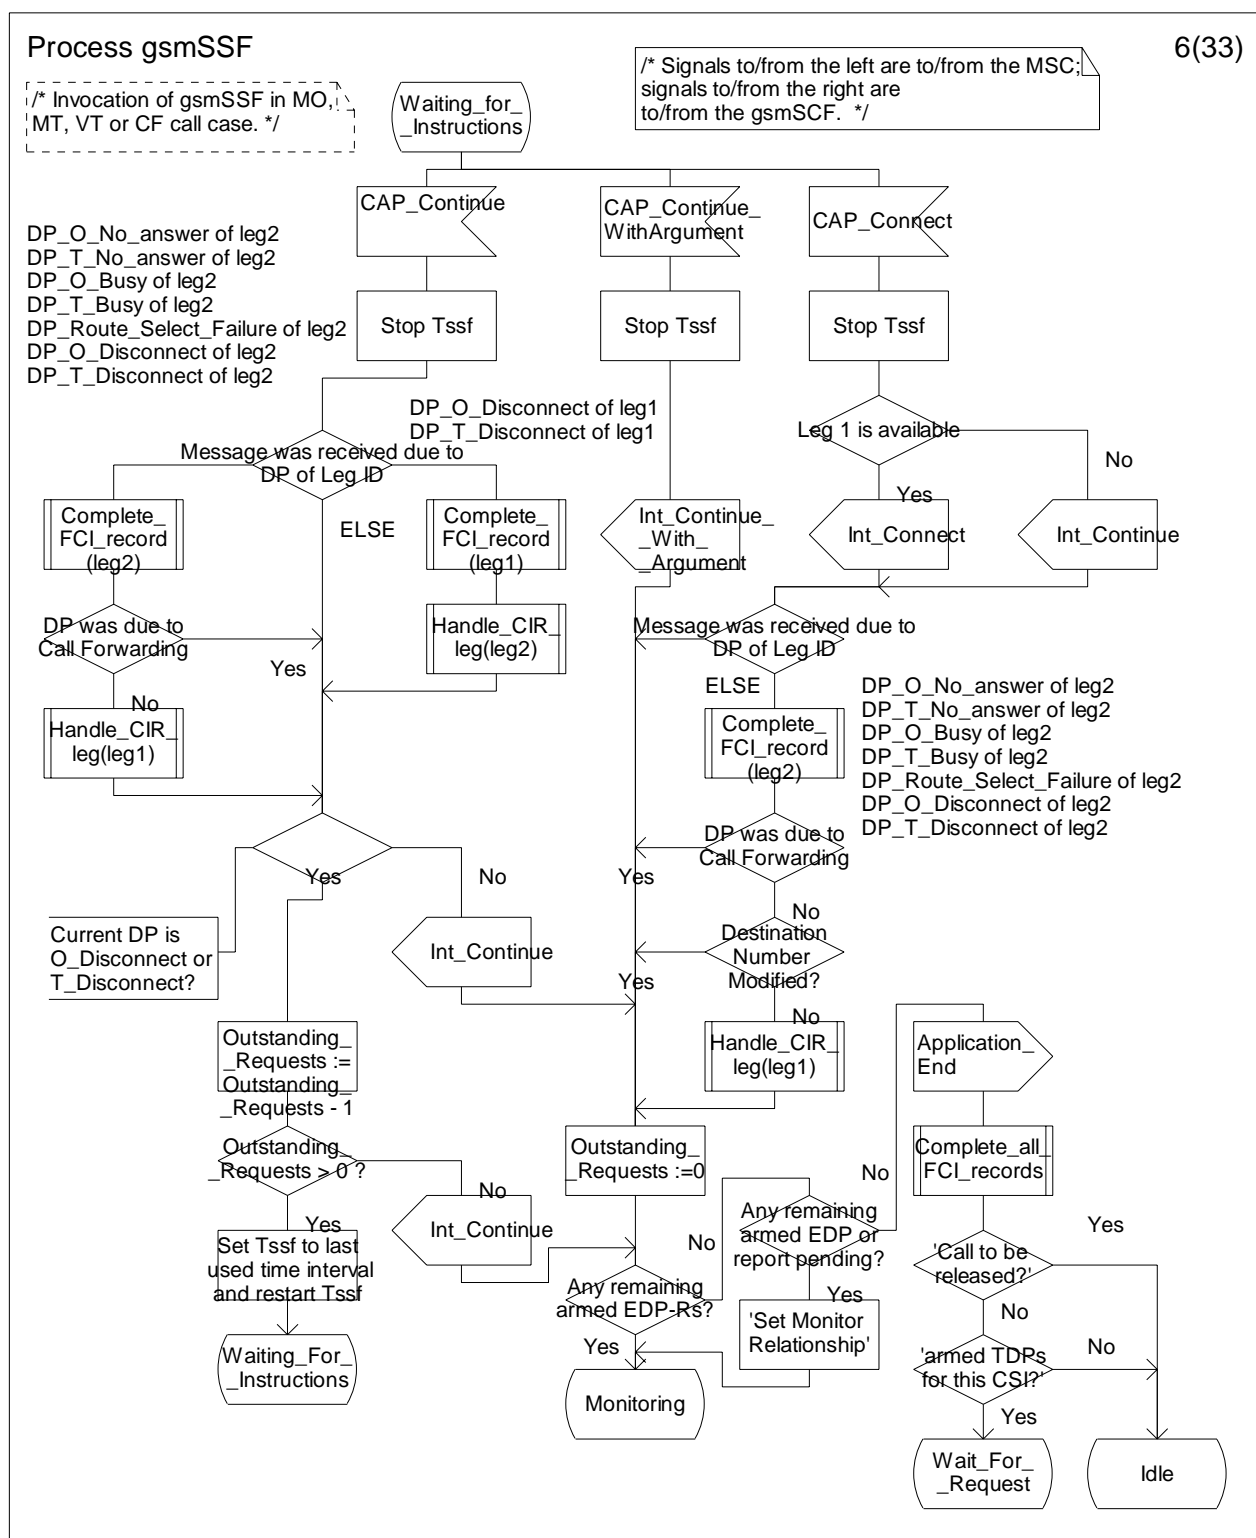 Process gsmSSF
6(33)
/* Invocation of gsmSSF in MO,
MT, VT or CF call case. */
Waiting_for_
_Instructions
/* Signals to/from the left are to/from the MSC;
signals to/from the right are
to/from the gsmSCF.  */
CAP_Continue
CAP_Continue_
WithArgument
CAP_Connect
DP_O_No_answer of leg2
DP_T_No_answer of leg2
DP_O_Busy of leg2
DP_T_Busy of leg2
DP_Route_Select_Failure of leg2
DP_O_Disconnect of leg2
DP_T_Disconnect of leg2
Stop Tssf
Stop Tssf
Stop Tssf
DP_O_Disconnect of leg1
DP_T_Disconnect of leg1
Leg 1 is available
No
Yes
Message was received due to
DP of Leg ID
ELSE
Complete_
_FCI_record
(leg2)
Complete_
_FCI_record
(leg1)
Int_Continue_
_With_
_Argument
Int_Connect
Int_Continue
DP was due to
Call Forwarding
Yes
No
Handle_CIR_
leg(leg2)
Handle_CIR_
leg(leg1)
Message was received due to
DP of Leg ID
ELSE
Complete_
_FCI_record
(leg2)
DP_O_No_answer of leg2
DP_T_No_answer of leg2
DP_O_Busy of leg2
DP_T_Busy of leg2
DP_Route_Select_Failure of leg2
DP_O_Disconnect of leg2
DP_T_Disconnect of leg2
DP was due to
Call Forwarding
Yes
No
Destination
Number
Modified?
Yes
No
Handle_CIR_
leg(leg1)
Yes
No
Current DP is
O_Disconnect or
T_Disconnect?
Int_Continue
Outstanding_
_Requests :=
Outstanding_
_Requests - 1
Outstanding_
_Requests > 0 ?
No
Yes
Int_Continue
Set Tssf to last
used time interval
and restart Tssf
Waiting_For_
_Instructions
Outstanding_
_Requests :=0
Any remaining
armed EDP-Rs?
No
Yes
Monitoring
Any remaining
armed EDP or
report pending?
No
Yes
'Set Monitor
Relationship'
Application_
_End
Complete_all_
_FCI_records
'Call to be
released?'
Yes
No
'armed TDPs
for this CSI?'
No
Yes
Wait_For_
_Request
Idle